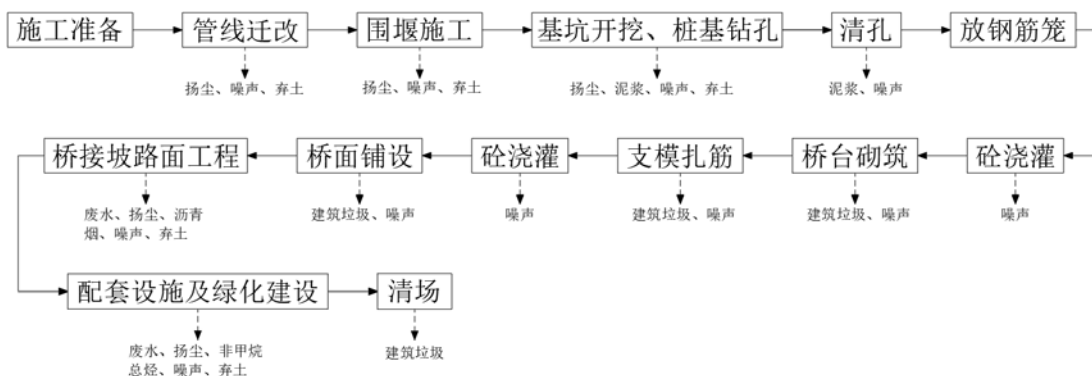 施工准备
管线迁改
围堰施工
基坑开挖、桩基钻孔
清孔
放钢筋笼
扬尘、噪声、弃土
扬尘、噪声、弃土
扬尘、泥浆、噪声、弃土
泥浆、噪声
桥接坡路面工程
桥面铺设
砼浇灌
支模扎筋
桥台砌筑
砼浇灌
废水、扬尘、沥青
烟、噪声、弃土
建筑垃圾、噪声
噪声
建筑垃圾、噪声
建筑垃圾、噪声
噪声
配套设施及绿化建设
清场
废水、扬尘、非甲烷
总烃、噪声、弃土
建筑垃圾